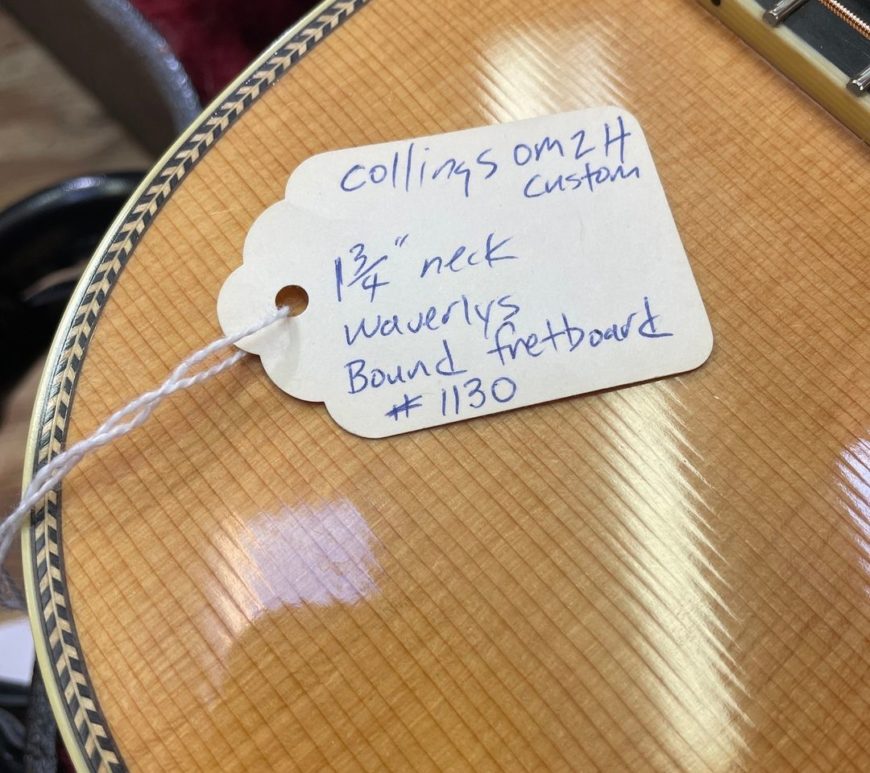 Collings OM2H
Custom
1 3/4" neck
Waverlys
Bound fretboard
# 1130